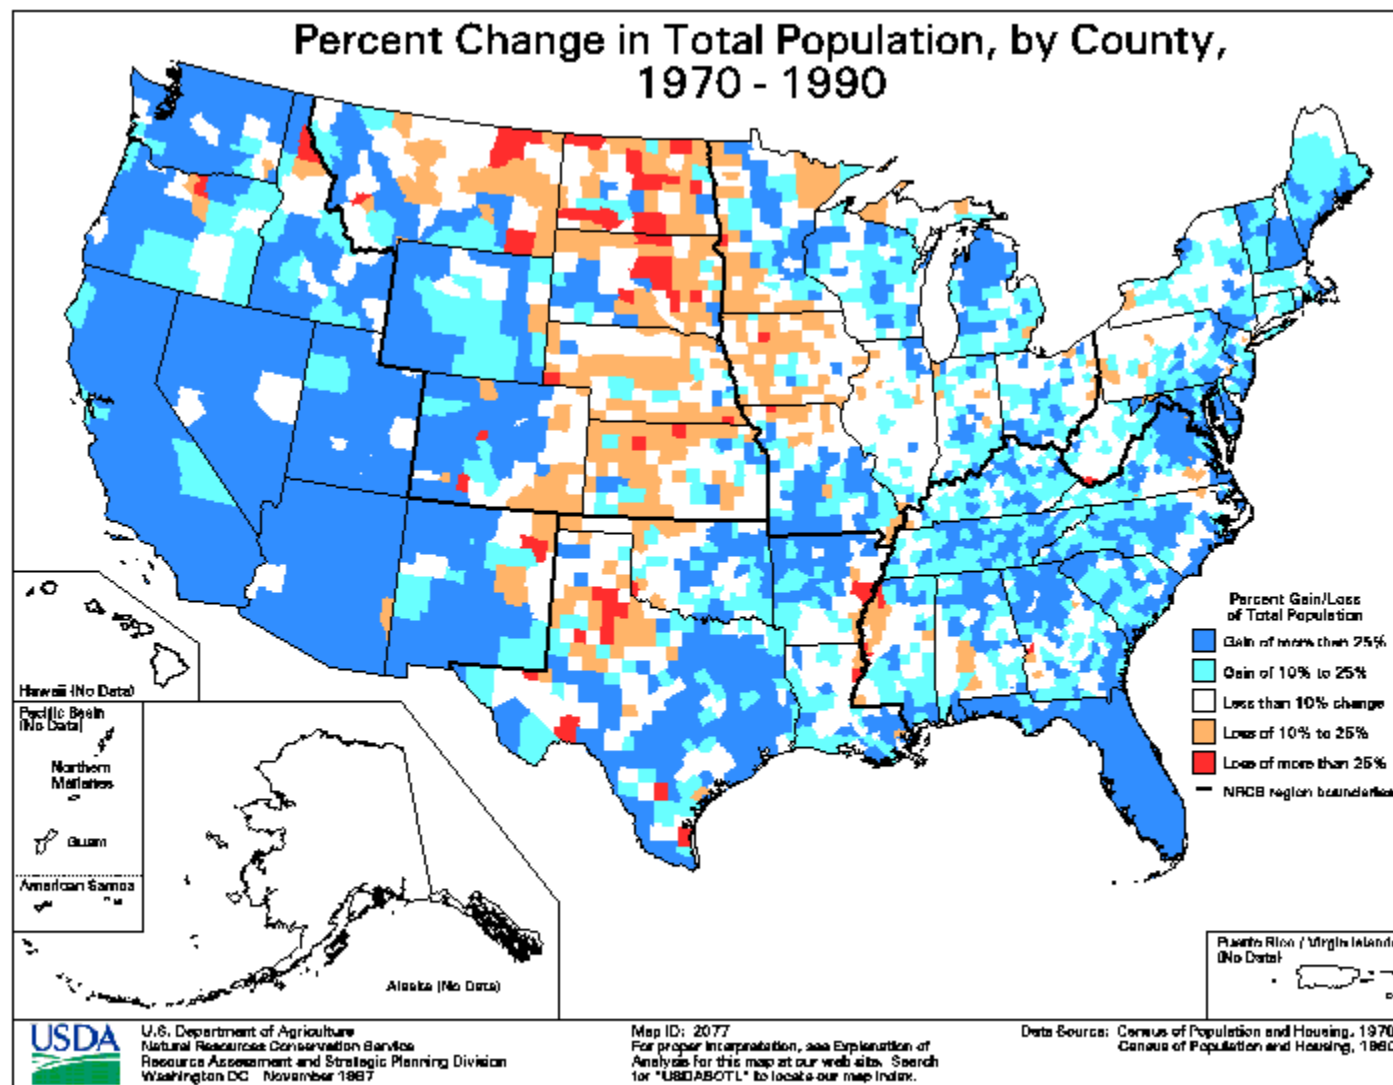 Percent Change in Total Population, by County,
1970 - 1990
Percent Gain/Loss
of Total Population
Gain of more than 25%
Gain of 10% to 25%
Less than 10% change
Loss of 10% to 25%
Loss of more than 25%
NRCS region boundaries
Hawaii (No Data)
Pacific Basin
(No Data)
Northern
Marianas
Guam
American Samoa
Alaska (No Data)
Puerto Rico / Virgin Islands
(No Data)
USDA
U.S. Department of Agriculture
Natural Resources Conservation Service
Resource Assessment and Strategic Planning Division
Washington DC November 1997
Map ID: 2077
For proper interpretation, see Explanation of
Analysis for this map at our web site. Search
for "USDABOTL" to locate our map index.
Data Source: Census of Population and Housing, 1970
Census of Population and Housing,